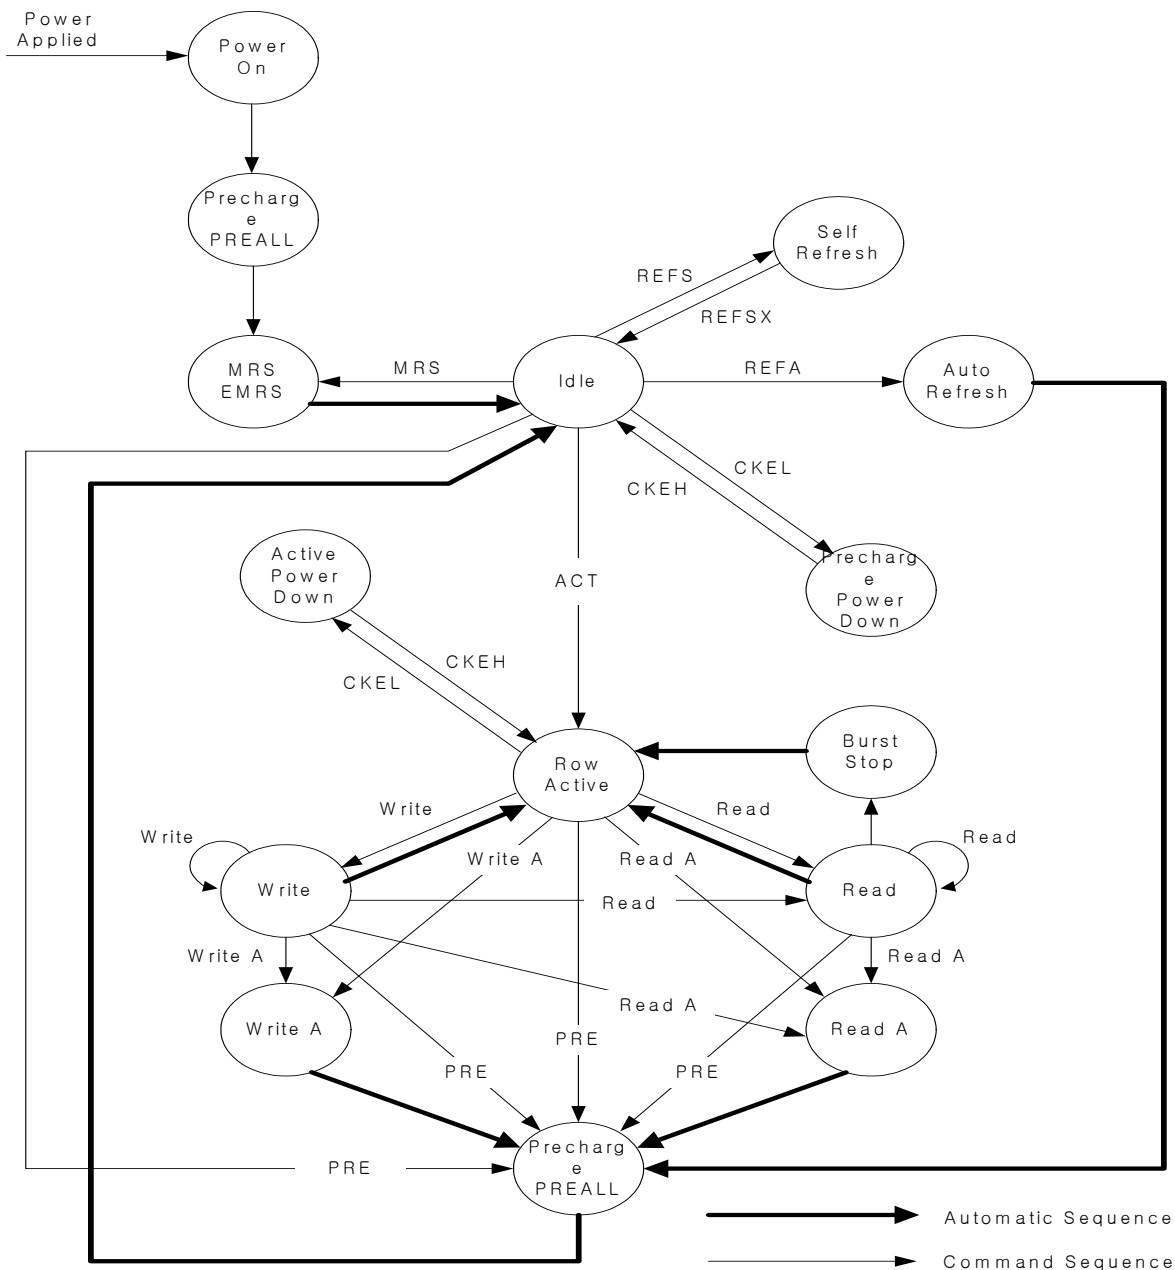 Power
Applied
Power
On
Precharg
e
PREALL
Self
Refresh
REFS
REFSX
MRS
EMRS
MRS
Idle
REFA
Auto
Refresh
CKEL
CKEH
Active
Power
Down
Precharg
e
Power
Down
ACT
CKEH
CKEL
Burst
Stop
Row
Active
Write
Read
Write
Write A
Read A
Read
Write
Read
Read
Write A
Read A
Read A
Write A
Read A
PRE
PRE
PRE
Precharg
e
PREALL
PRE
Automatic Sequence
Command Sequence